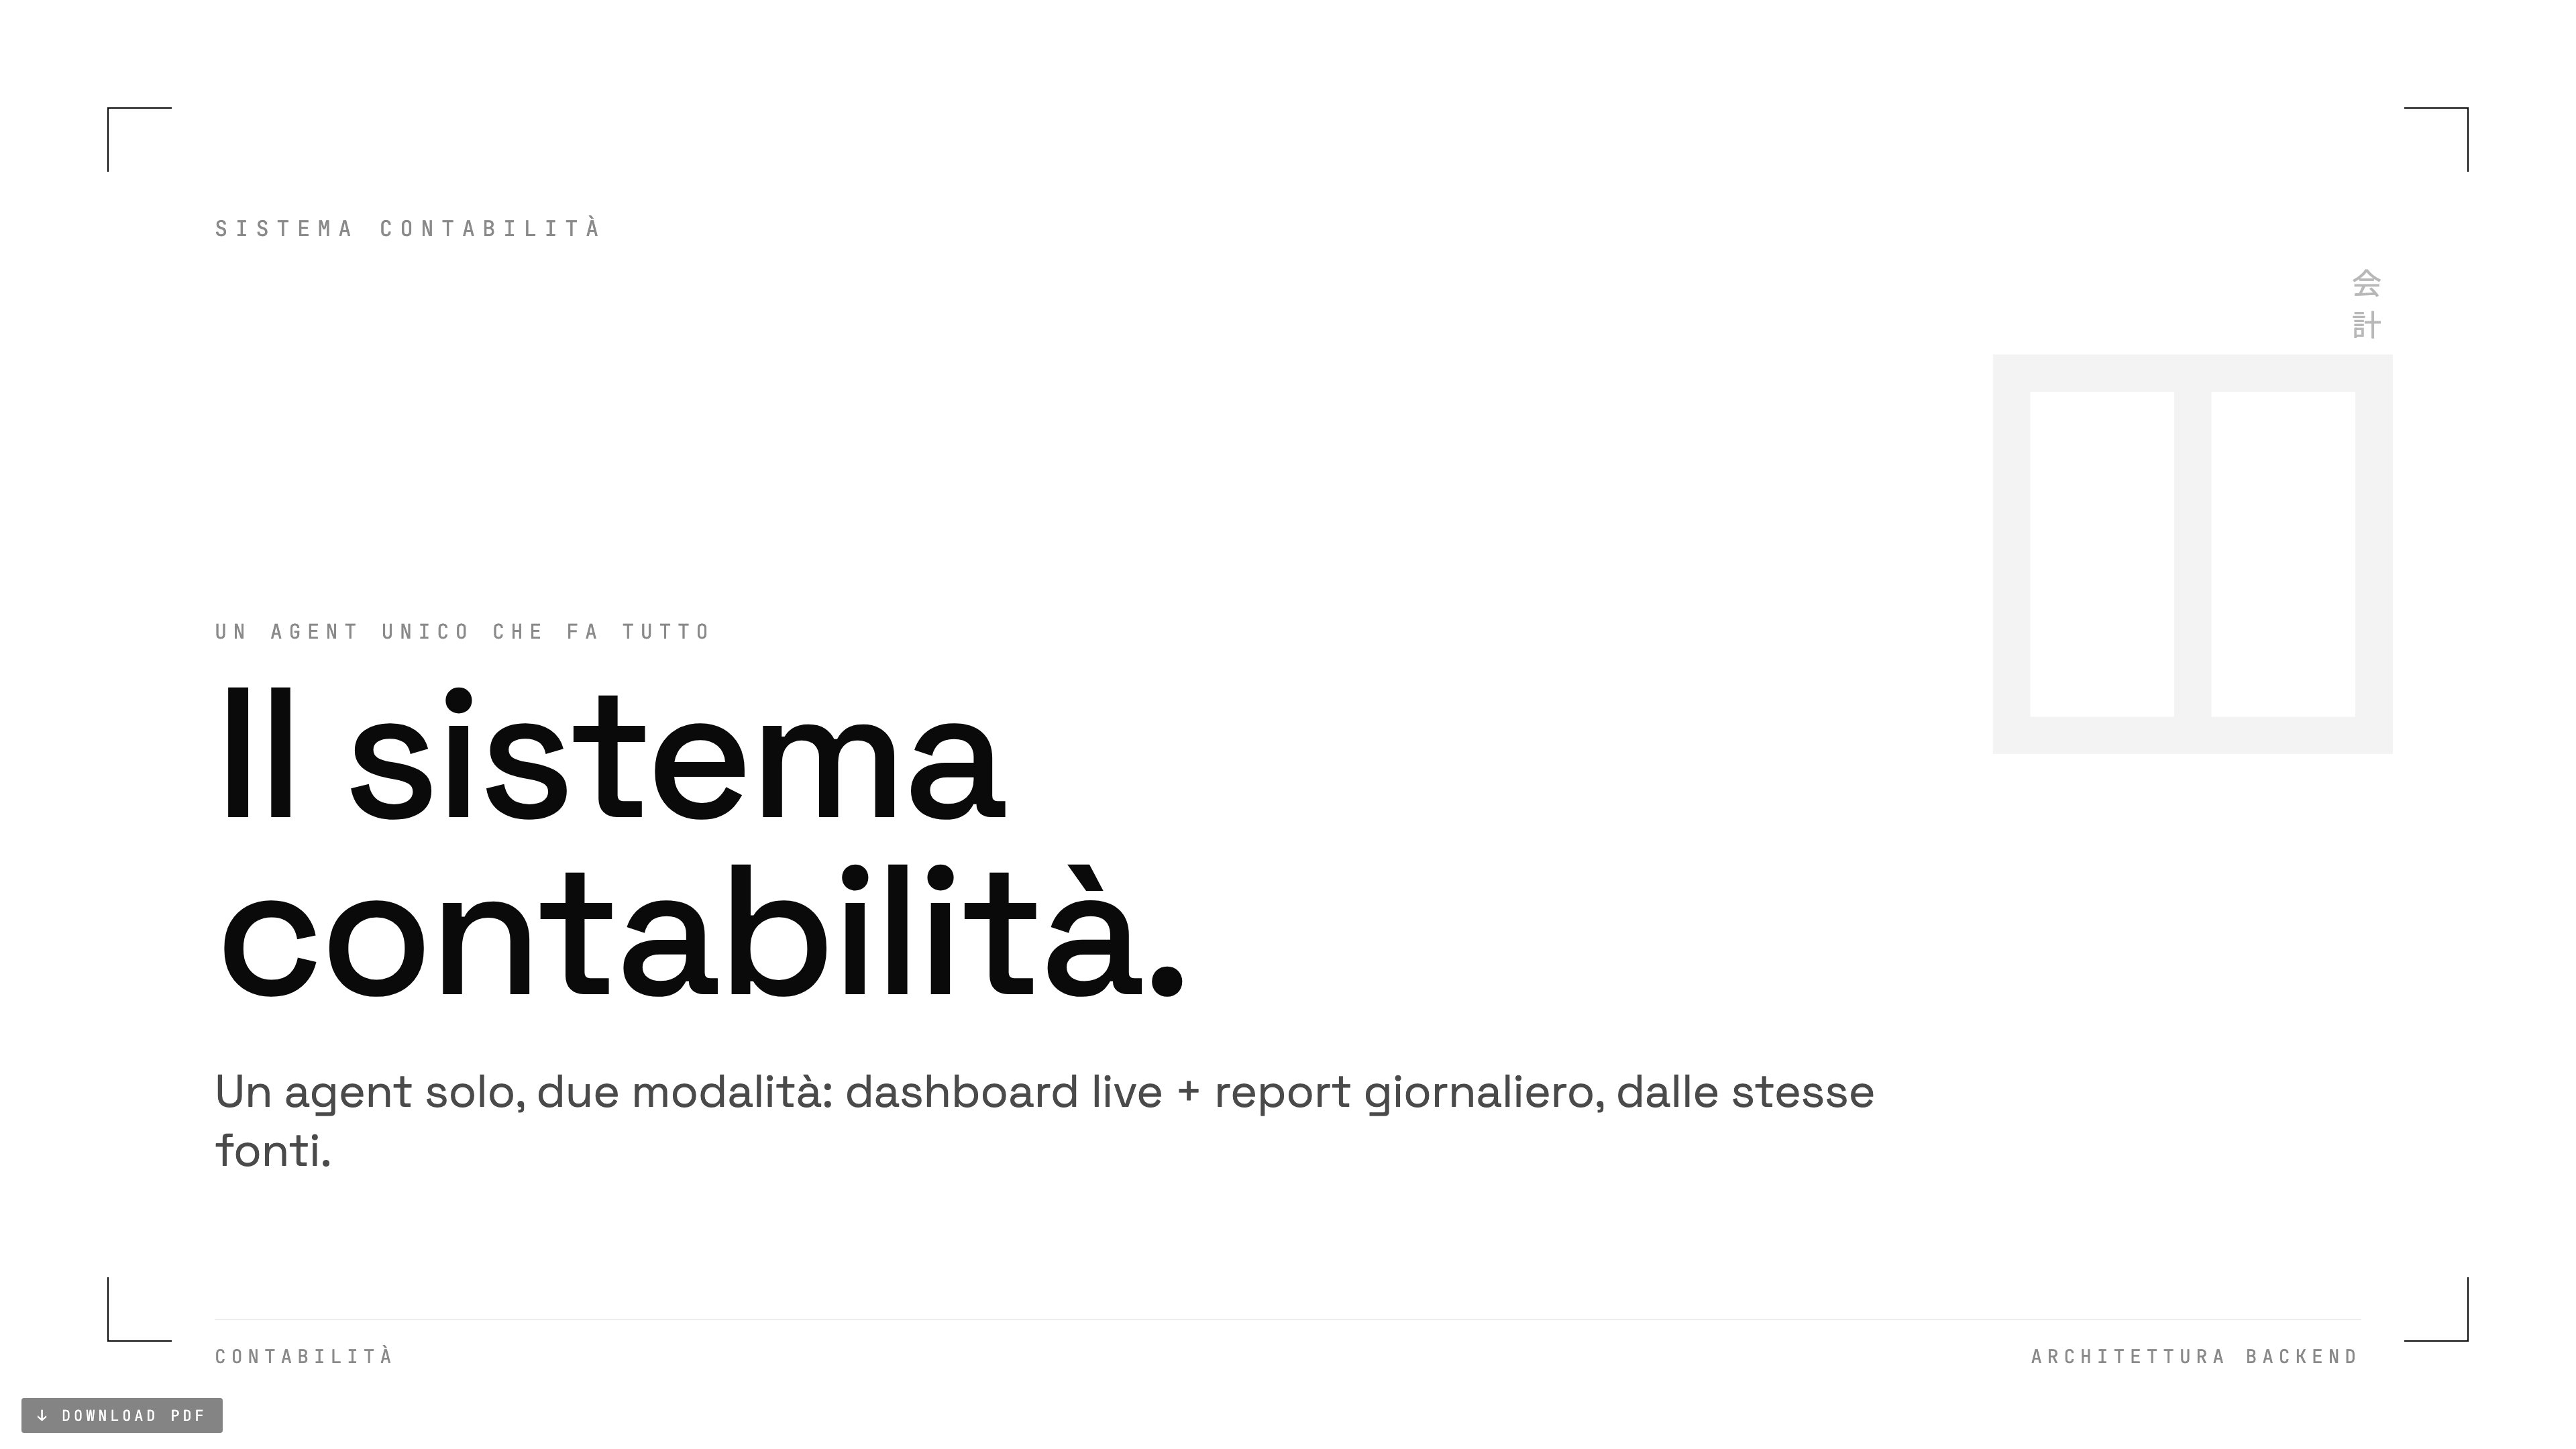 SISTEMA CONTABILITÀ
会計
UN AGENT UNICO CHE FA TUTTO
Il sistema
contabilità.
Un agent solo, due modalità: dashboard live + report giornaliero, dalle stesse
fonti.
CONTABILITÀ
ARCHITETTURA BACKEND
↓ DOWNLOAD PDF